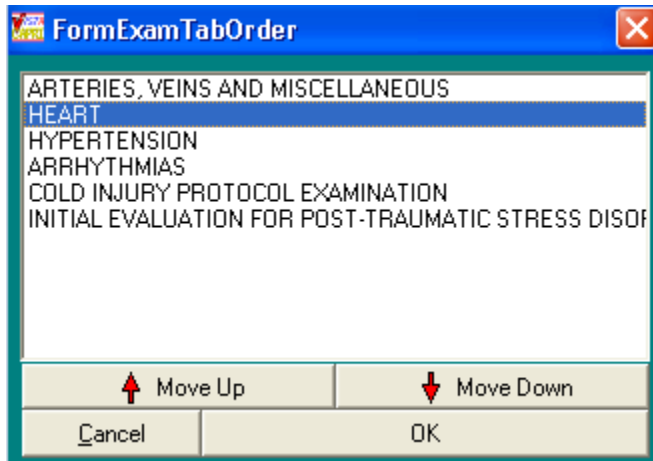 FormExamTabOrder
ARTERIES, VEINS AND MISCELLANEOUS
HEART
HYPERTENSION
ARRHYTHMIAS
COLD INJURY PROTOCOL EXAMINATION
INITIAL EVALUATION FOR POST-TRAUMATIC STRESS
Move Up
Move Down
Cancel
OK